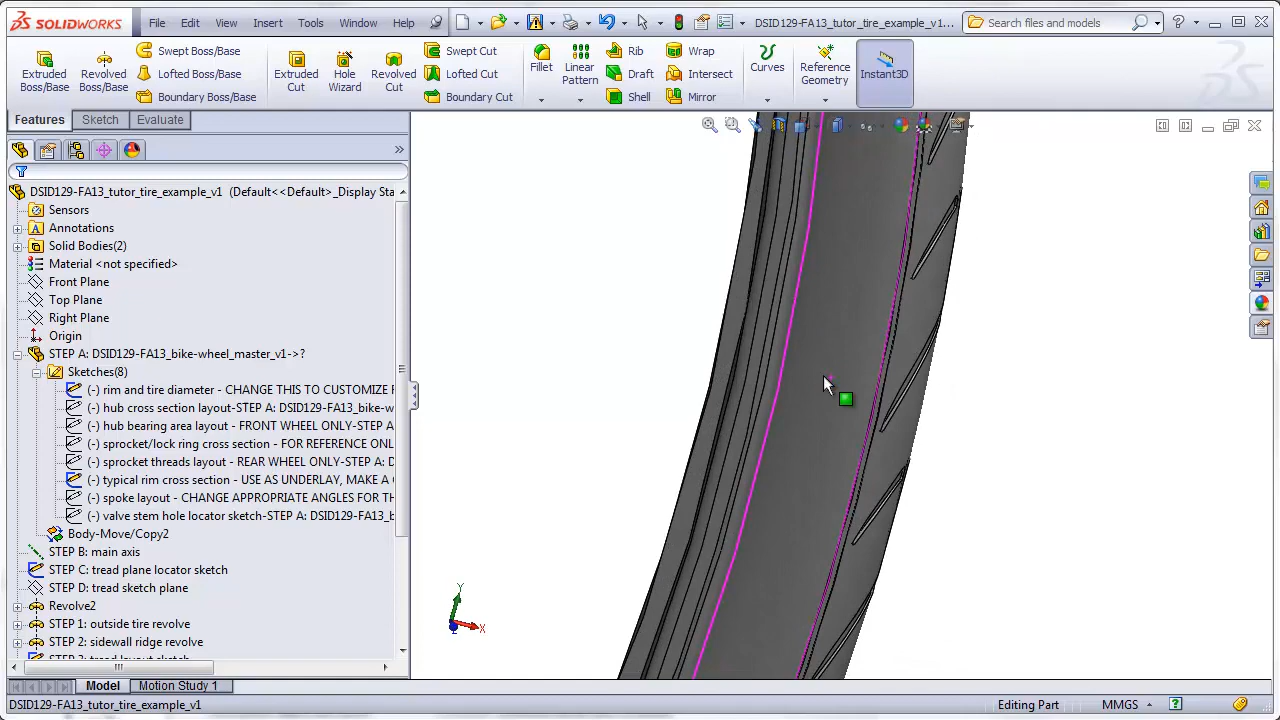 SOLIDWORKS File Edit View Insert Tools Window Help DSID129-FA13_tutor_tire_example_v1... Search files and models
Extruded Boss/Base
Revolved Boss/Base
Swept Boss/Base
Lofted Boss/Base
Boundary Boss/Base
Extruded Cut
Hole Wizard
Revolved Cut
Swept Cut
Lofted Cut
Boundary Cut
Fillet
Linear Pattern
Rib
Draft
Shell
Wrap
Intersect
Mirror
Curves
Reference Geometry
Instant3D
Features Sketch Evaluate
DSID129-FA13_tutor_tire_example_v1 (Default<<Default>_Display Sta
Sensors
Annotations
Solid Bodies(2)
Material <not specified>
Front Plane
Top Plane
Right Plane
Origin
STEP A: DSID129-FA13_bike-wheel_master_v1->?
Sketches(8)
(-) rim and tire diameter - CHANGE THIS TO CUSTOMIZE
(-) hub cross section layout-STEP A: DSID129-FA13_bike-w
(-) hub bearing area layout - FRONT WHEEL ONLY-STEP A:
(-) sprocket/lock ring cross section - FOR REFERENCE ONL
(-) sprocket threads layout - REAR WHEEL ONLY-STEP A: D
(-) typical rim cross section - USE AS UNDERLAY, MAKE A
(-) spoke layout - CHANGE APPROPRIATE ANGLES FOR TH
(-) valve stem hole locator sketch-STEP A: DSID129-FA13_b
Body-Move/Copy2
STEP B: main axis
STEP C: tread plane locator sketch
STEP D: tread sketch plane
Revolve2
STEP 1: outside tire revolve
STEP 2: sidewall ridge revolve
Y
X
Z
Model Motion Study 1
DSID129-FA13_tutor_tire_example_v1 Editing Part MMGS